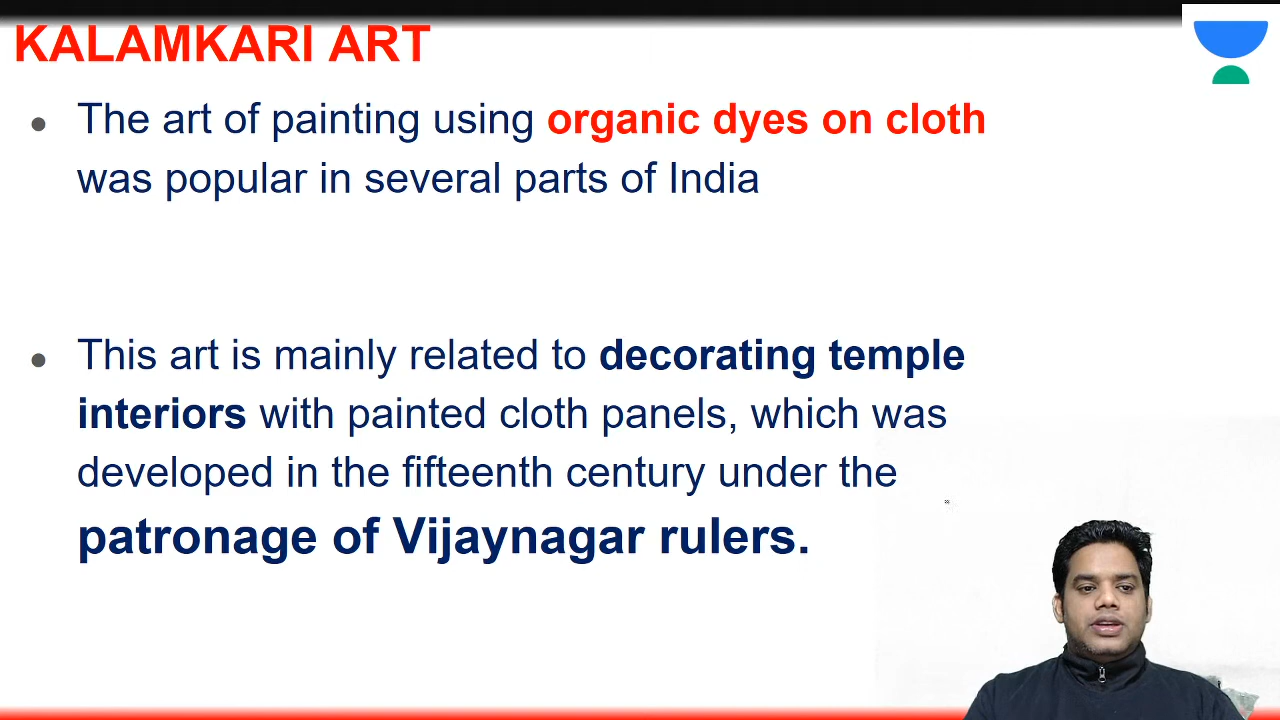 KALAMKARI ART
The art of painting using organic dyes on cloth
was popular in several parts of India
This art is mainly related to decorating temple
interiors with painted cloth panels, which was
developed in the fifteenth century under the
patronage of Vijaynagar rulers.